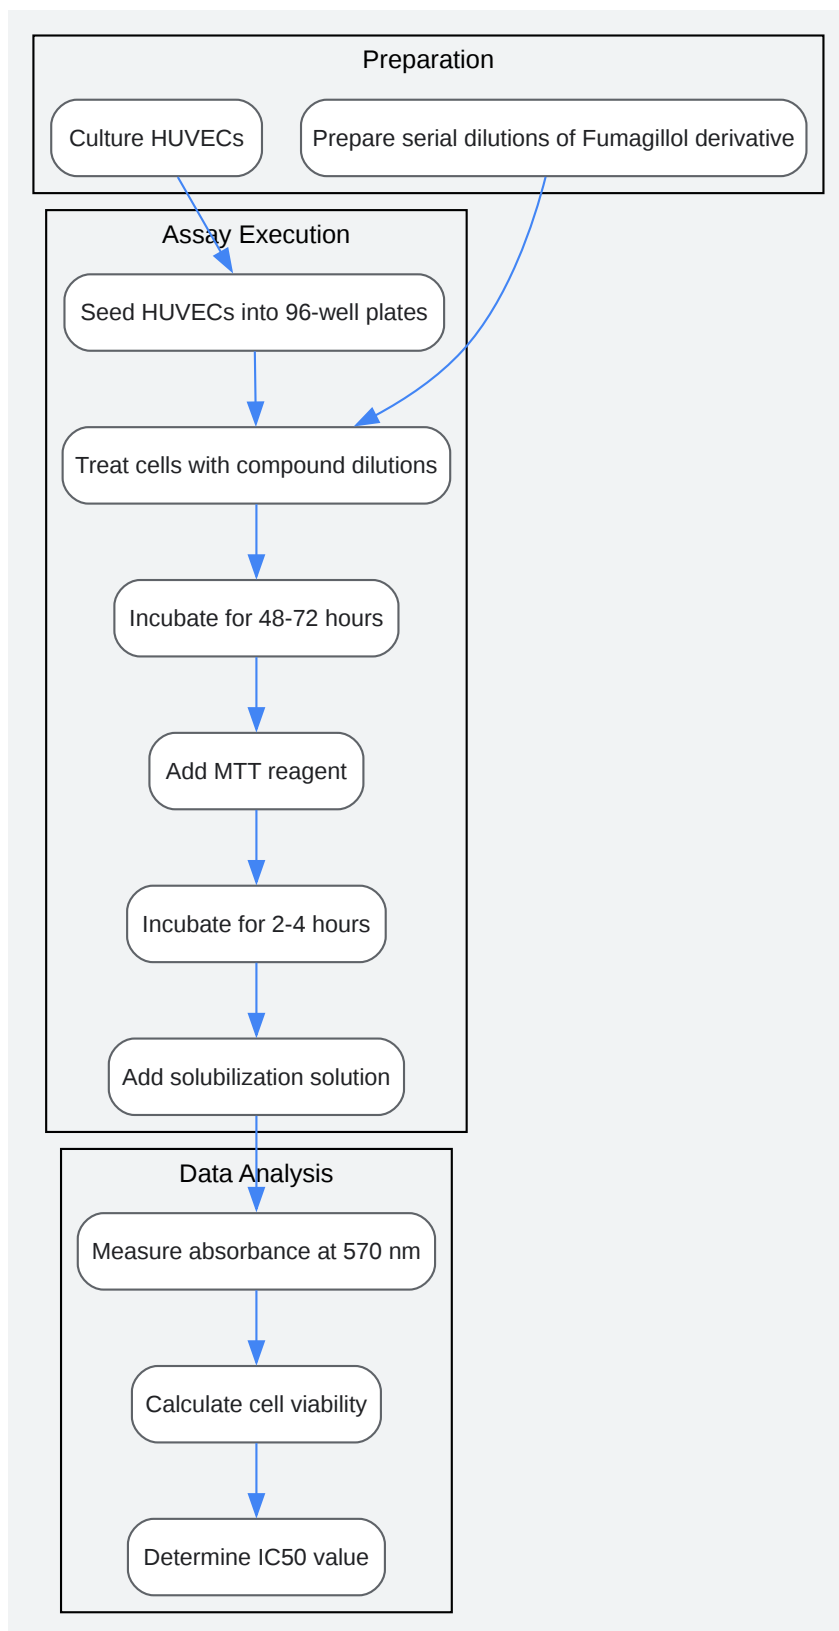 Preparation
Culture HUVECs
Prepare serial dilutions of Fumagillol derivative
Assay Execution
Seed HUVECs into 96-well plates
Treat cells with compound dilutions
Incubate for 48-72 hours
Add MTT reagent
Incubate for 2-4 hours
Add solubilization solution
Data Analysis
Measure absorbance at 570 nm
Calculate cell viability
Determine IC50 value